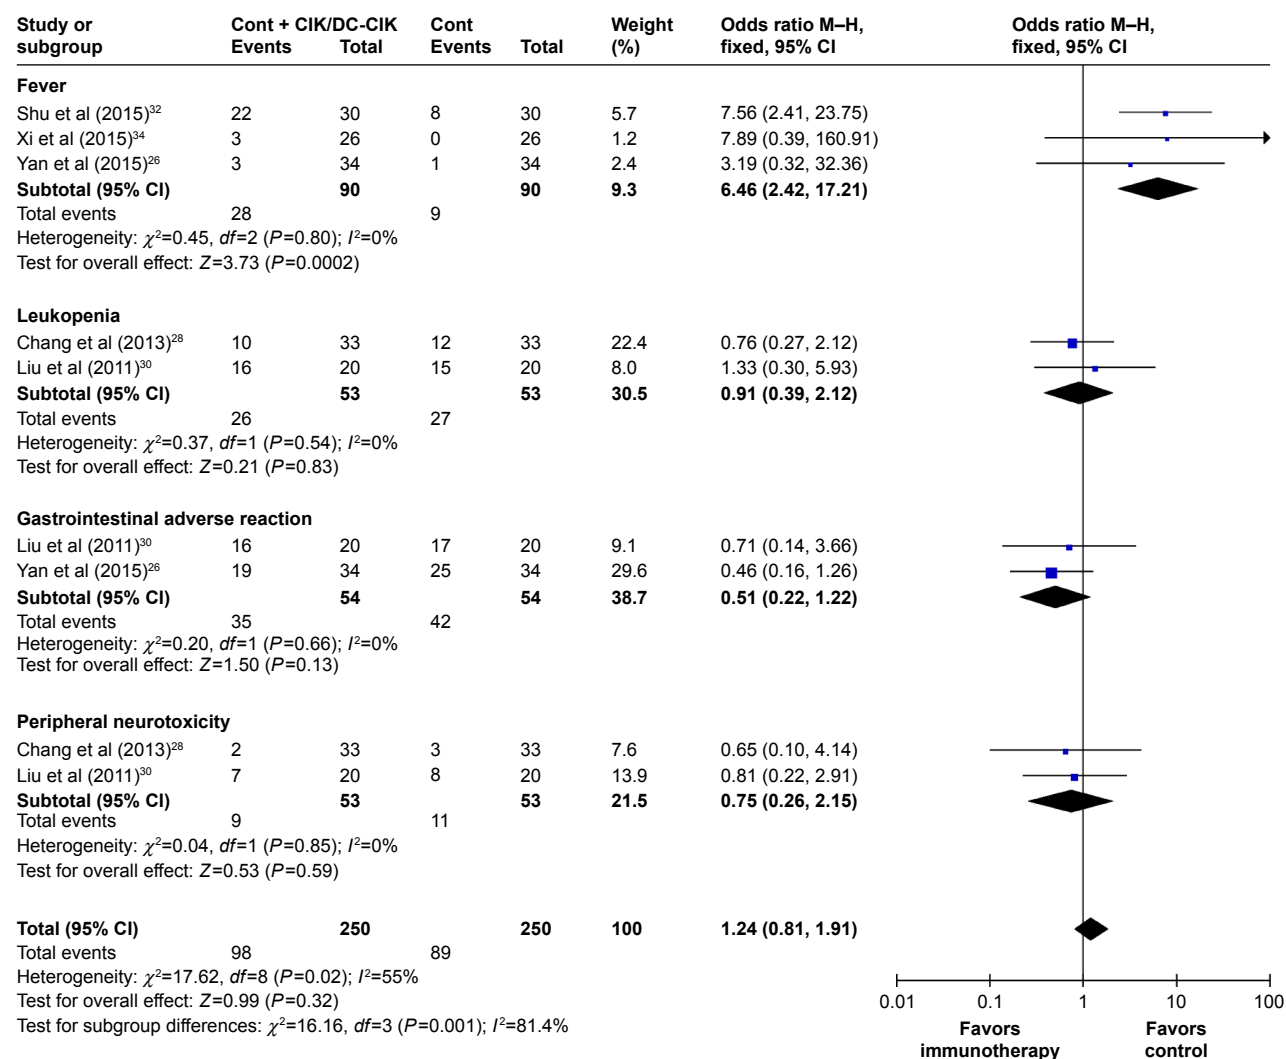 Study or Cont + CIK/DC-CIK Cont Weight Odds ratio M–H, Odds ratio M–H,
subgroup Events Total Events Total (%) fixed, 95% CI fixed, 95% CI
Fever
Shu et al (2015)32 22 30 8 30 5.7 7.56 (2.41, 23.75)
Xi et al (2015)34 3 26 0 26 1.2 7.89 (0.39, 160.91)
Yan et al (2015)26 3 34 1 34 2.4 3.19 (0.32, 32.36)
Subtotal (95% CI) 90 90 9.3 6.46 (2.42, 17.21)
Total events 28 9
Heterogeneity: χ2=0.45, df=2 (P=0.80); I2=0%
Test for overall effect: Z=3.73 (P=0.0002)
Leukopenia
Chang et al (2013)28 10 33 12 33 22.4 0.76 (0.27, 2.12)
Liu et al (2011)30 16 20 15 20 8.0 1.33 (0.30, 5.93)
Subtotal (95% CI) 53 53 30.5 0.91 (0.39, 2.12)
Total events 26 27
Heterogeneity: χ2=0.37, df=1 (P=0.54); I2=0%
Test for overall effect: Z=0.21 (P=0.83)
Gastrointestinal adverse reaction
Liu et al (2011)30 16 20 17 20 9.1 0.71 (0.14, 3.66)
Yan et al (2015)26 19 34 25 34 29.6 0.46 (0.16, 1.26)
Subtotal (95% CI) 54 54 38.7 0.51 (0.22, 1.22)
Total events 35 42
Heterogeneity: χ2=0.20, df=1 (P=0.66); I2=0%
Test for overall effect: Z=1.50 (P=0.13)
Peripheral neurotoxicity
Chang et al (2013)28 2 33 3 33 7.6 0.65 (0.10, 4.14)
Liu et al (2011)30 7 20 8 20 13.9 0.81 (0.22, 2.91)
Subtotal (95% CI) 53 53 21.5 0.75 (0.26, 2.15)
Total events 9 11
Heterogeneity: χ2=0.04, df=1 (P=0.85); I2=0%
Test for overall effect: Z=0.53 (P=0.59)
Total (95% CI) 250 250 100 1.24 (0.81, 1.91)
Total events 98 89
Heterogeneity: χ2=17.62, df=8 (P=0.02); I2=55%
Test for overall effect: Z=0.99 (P=0.32)
Test for subgroup differences: χ2=16.16, df=3 (P=0.001); I2=81.4%
0.01 0.1 1 10 100
Favors Favors
immunotherapy control